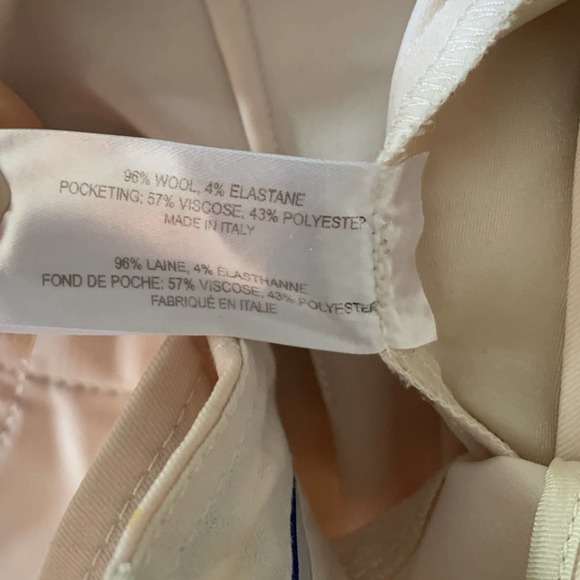 96% WOOL, 4% ELASTANE
POCKETING: 57% VISCOSE, 43% POLYESTER
MADE IN ITALY
96% LAINE, 4% ÉLASTHANNE
FOND DE POCHE: 57% VISCOSE, 43% POLYESTER
FABRIQUÉ EN ITALIE